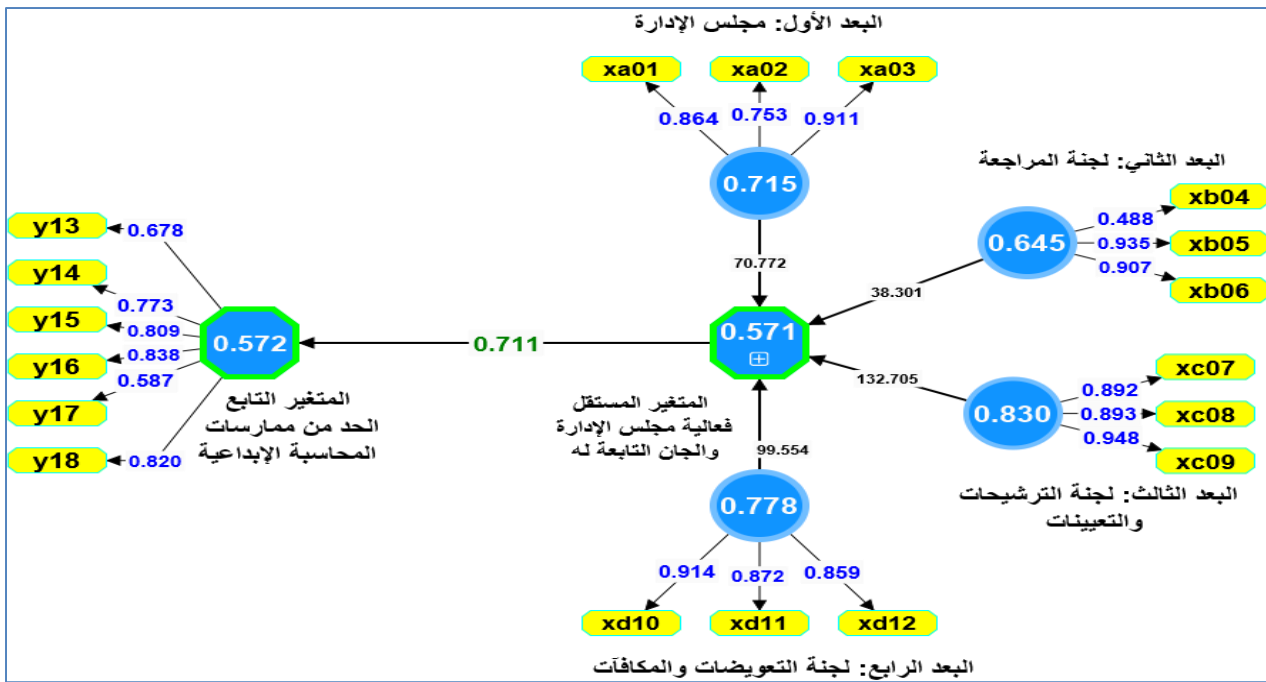 البعد الأول: مجلس الإدارة
xa01 xa02 xa03
0.864 0.753 0.911
0.715
70.772
البعد الثاني: لجنة المراجعة
xb04
0.488
xb05
0.935
xb06
0.907
0.645
38.301
y13
0.678
y14
0.773
y15
0.809
y16
0.838
y17
0.587
y18
0.820
0.572
0.711
0.571
المتغير التابع
الحد من ممارسات
المحاسبة الإبداعية
المتغير المستقل
فعالية مجلس الإدارة
والجان التابعة له
132.705
0.830
xc07
0.892
xc08
0.893
xc09
0.948
البعد الثالث: لجنة الترشيحات
والتعيينات
99.554
0.778
0.914 0.872 0.859
xd10 xd11 xd12
البعد الرابع: لجنة التعويضات والمكافآت